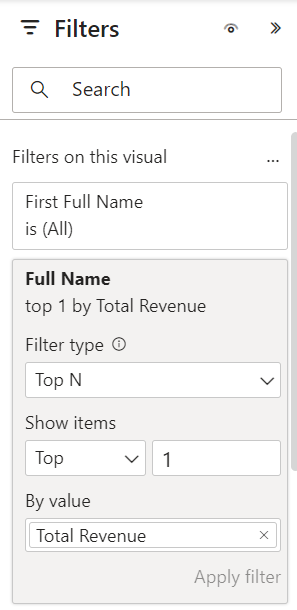 Filters
Search
Filters on this visual
...
First Full Name
is (All)
Full Name
top 1 by Total Revenue
Filter type
Top N
Show items
Top 1
By value
Total Revenue
Apply filter